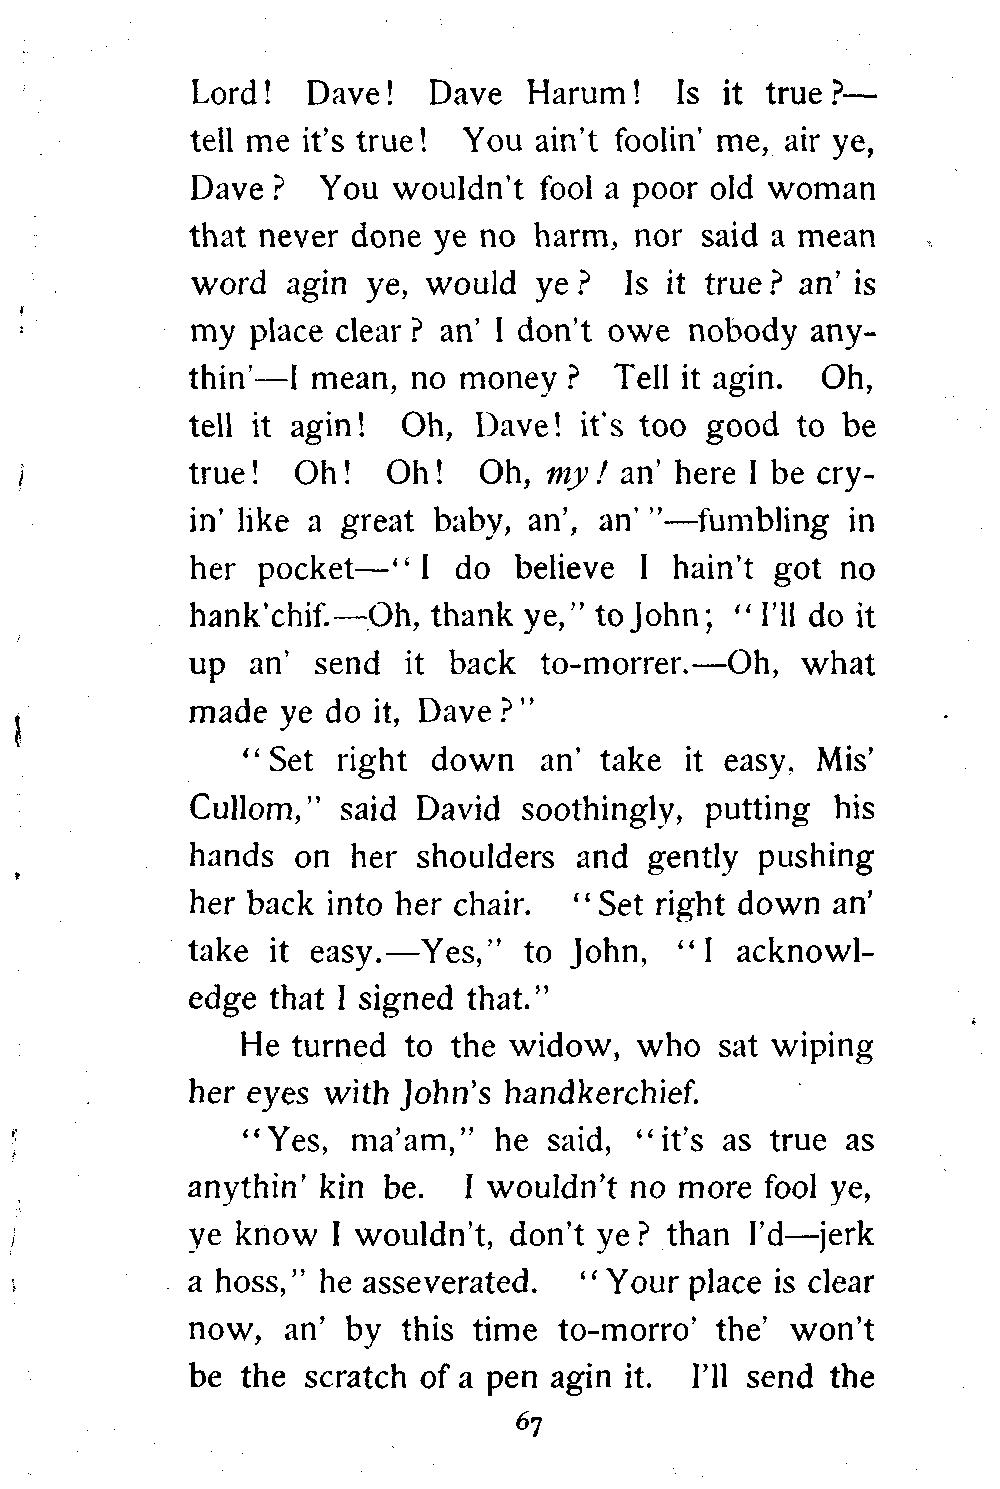 Lord! Dave! Dave Harum! Is it true?—
tell me it's true! You ain't foolin' me, air ye,
Dave? You wouldn't fool a poor old woman
that never done ye no harm, nor said a mean
word agin ye, would ye? Is it true? an' is
my place clear? an' I don't owe nobody any-
thin'—I mean, no money? Tell it agin. Oh,
tell it agin! Oh, Dave! it's too good to be
true! Oh! Oh! Oh, my! an' here I be cry-
in' like a great baby, an', an'"—fumbling in
her pocket—"I do believe I hain't got no
hank'chif.—Oh, thank ye," to John; "I'll do it
up an' send it back to-morrer.—Oh, what
made ye do it, Dave?"
"Set right down an' take it easy, Mis'
Cullom," said David soothingly, putting his
hands on her shoulders and gently pushing
her back into her chair. "Set right down an'
take it easy.—Yes," to John, "I acknowl-
edge that I signed that."
He turned to the widow, who sat wiping
her eyes with John's handkerchief.
"Yes, ma'am," he said, "it's as true as
anythin' kin be. I wouldn't no more fool ye,
ye know I wouldn't, don't ye? than I'd—jerk
a hoss," he asseverated. "Your place is clear
now, an' by this time to-morro' the' won't
be the scratch of a pen agin it. I'll send the
67